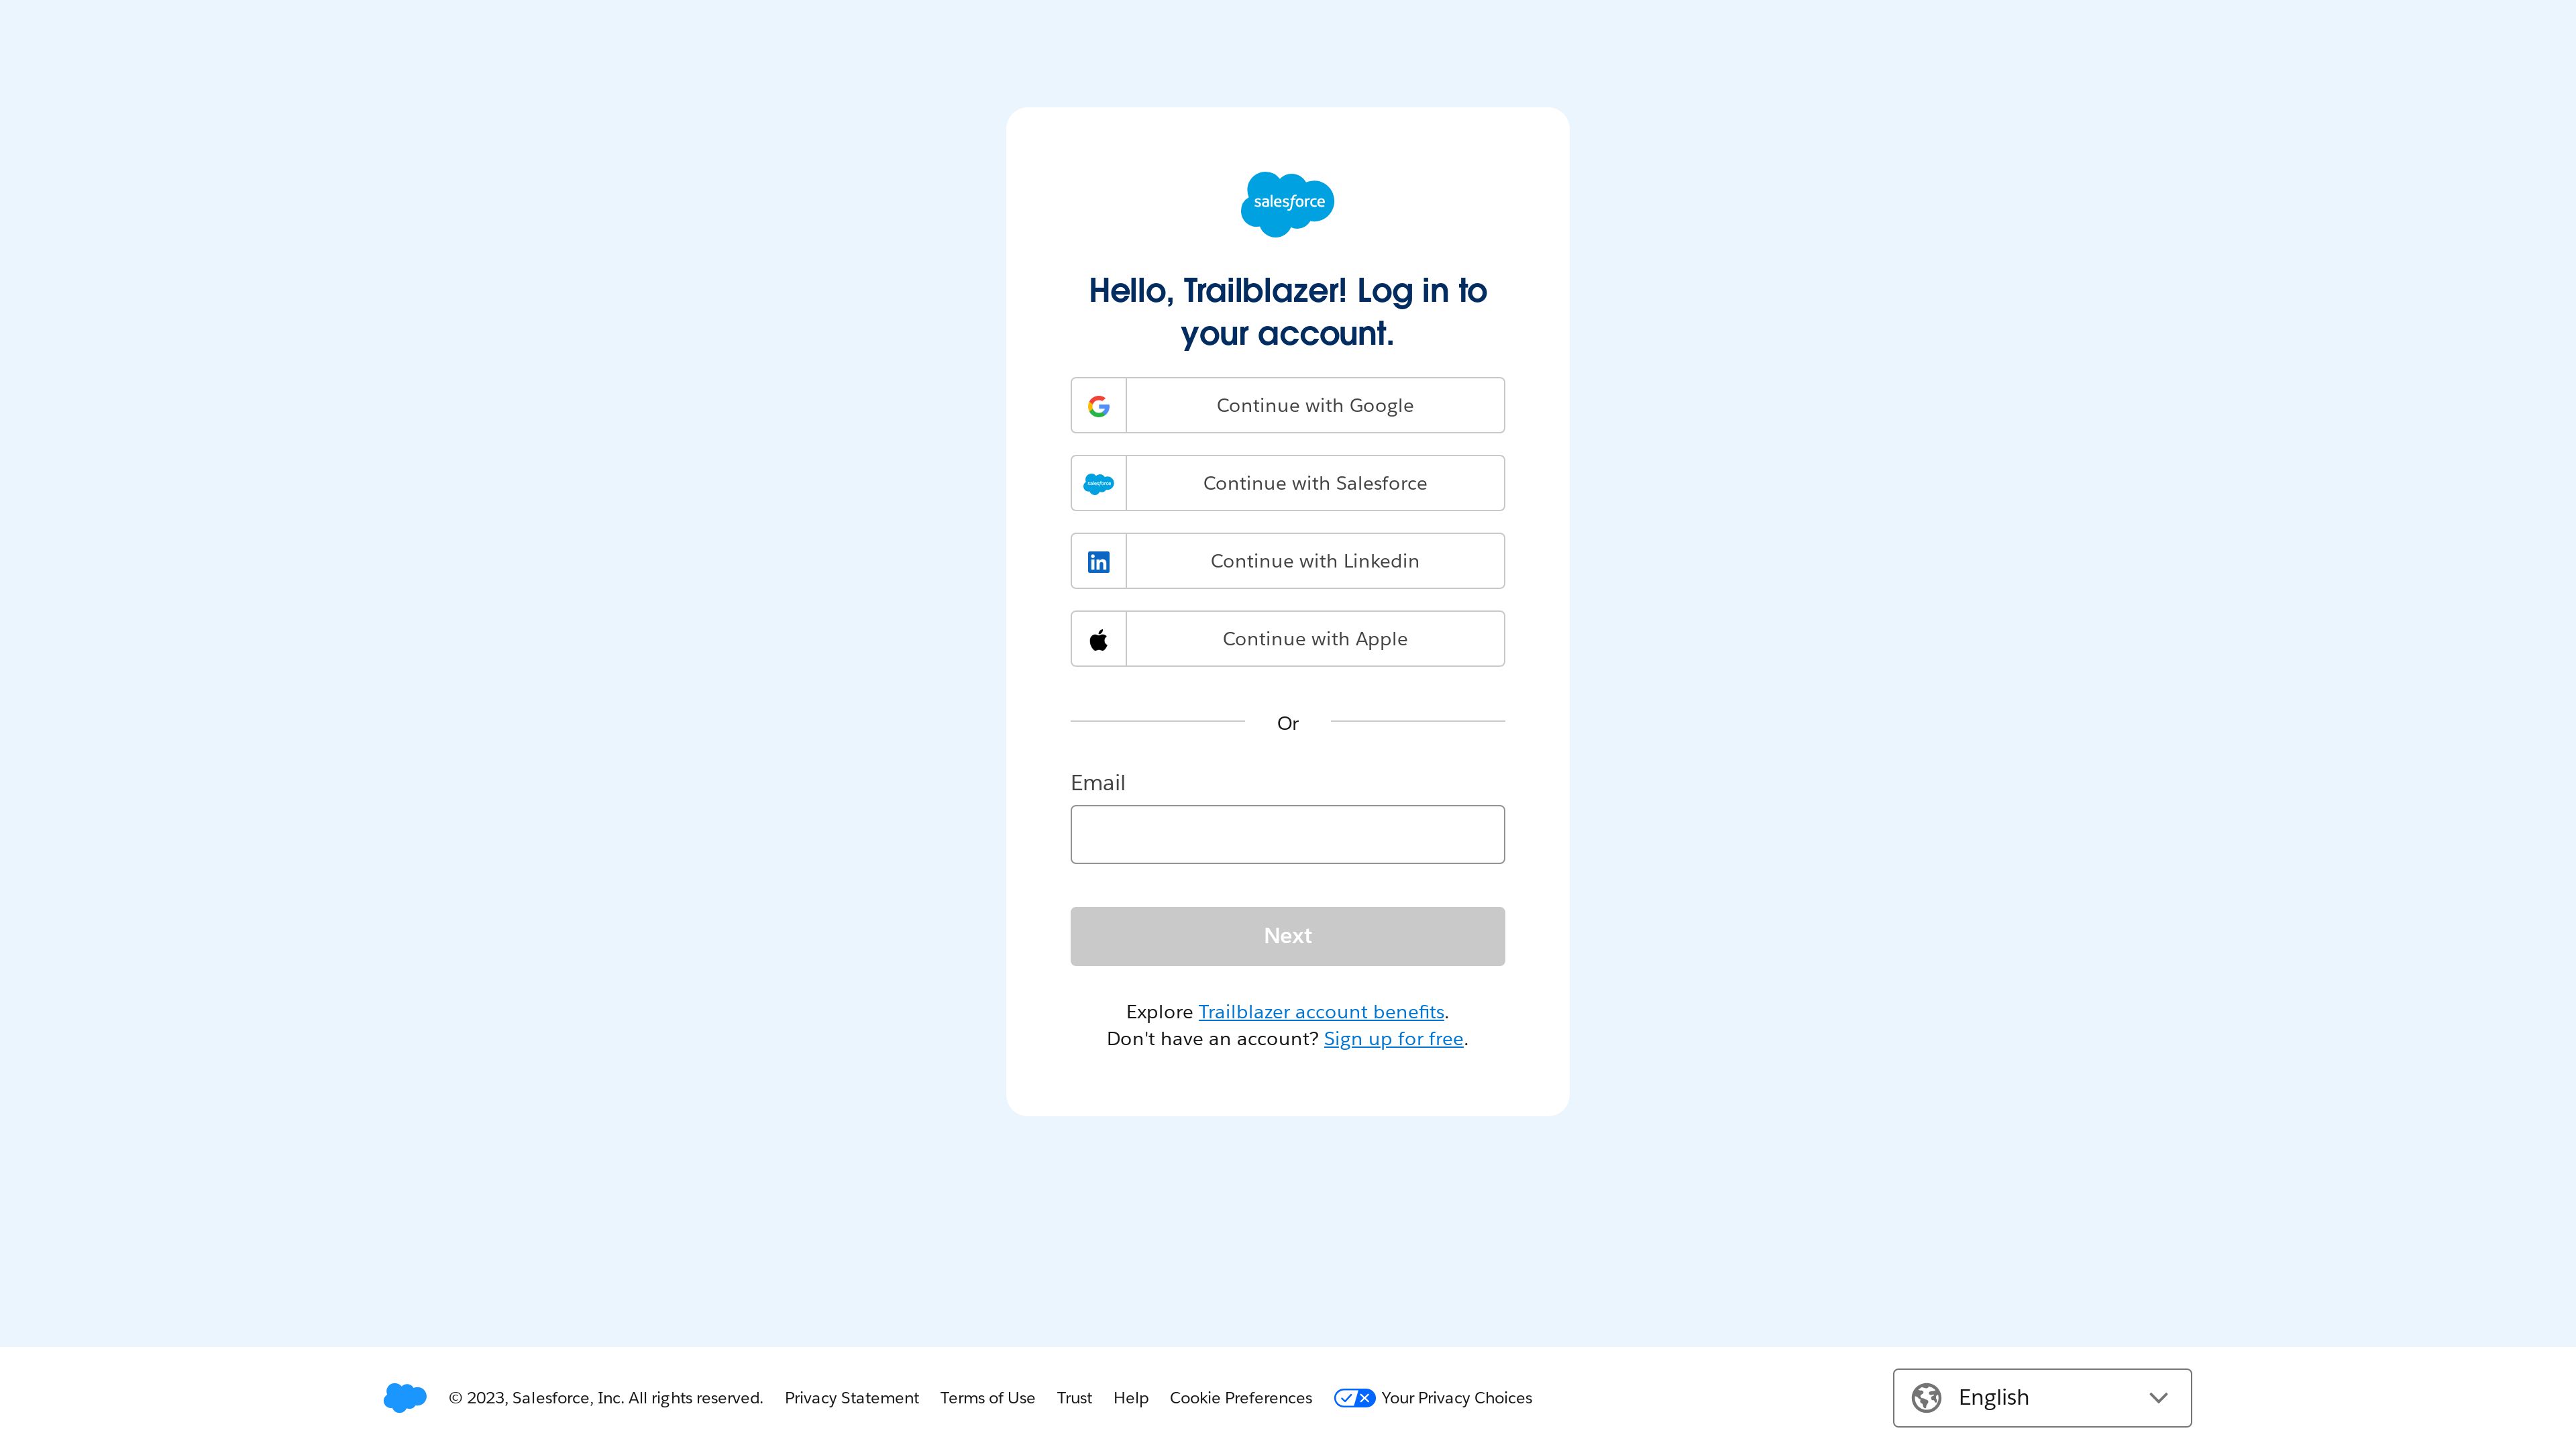 salesforce
Hello, Trailblazer! Log in to
your account.
Continue with Google
salesforce
Continue with Salesforce
in
Continue with Linkedin
Continue with Apple
Or
Email
Next
Explore Trailblazer account benefits.
Don't have an account? Sign up for free.
© 2023, Salesforce, Inc. All rights reserved. Privacy Statement Terms of Use Trust Help Cookie Preferences Your Privacy Choices English